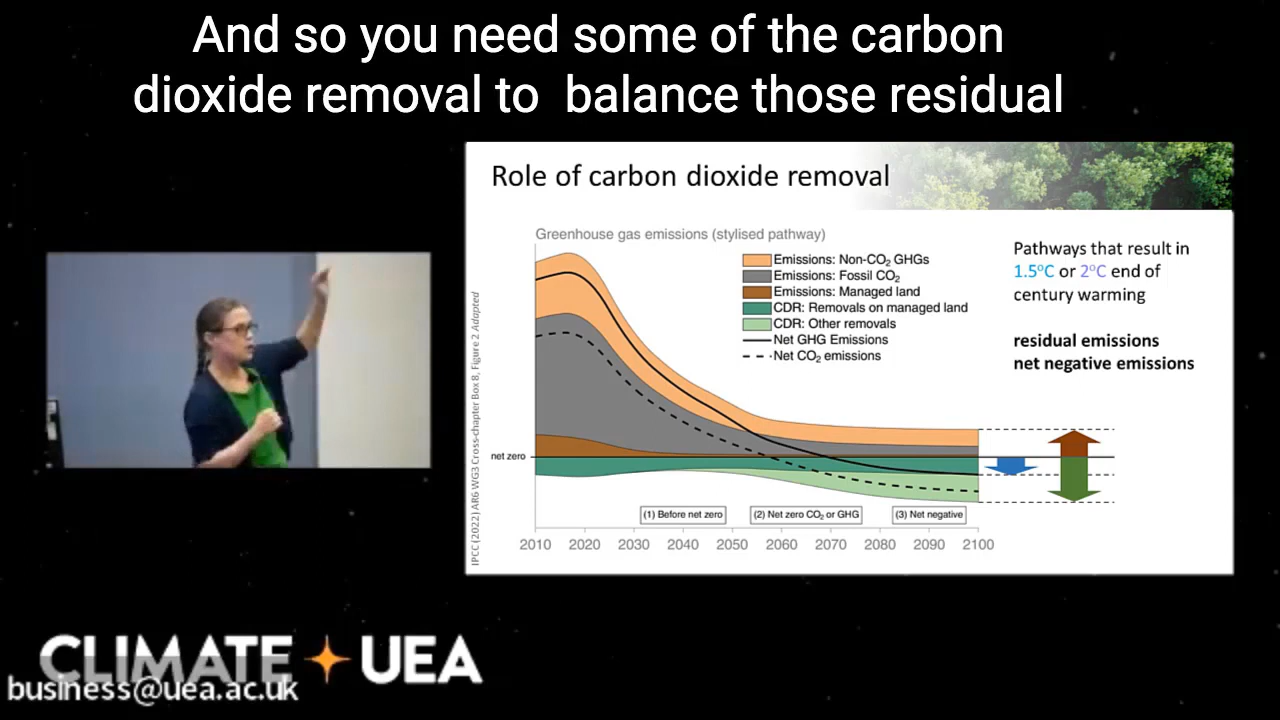 And so you need some of the carbon
dioxide removal to balance those residual
Role of carbon dioxide removal
Greenhouse gas emissions (stylised pathway)
Emissions: Non-CO₂ GHGs
Emissions: Fossil CO₂
Emissions: Managed land
CDR: Removals on managed land
CDR: Other removals
Net GHG Emissions
Net CO₂ emissions
Pathways that result in
1.5°C or 2°C end of
century warming
residual emissions
net negative emissions
IPCC (2022) AR6 WG3 Cross-chapter Box 8, Figure 2 Adapted
net zero
(1) Before net zero
(2) Net zero CO₂ or GHG
(3) Net negative
2010 2020 2030 2040 2050 2060 2070 2080 2090 2100
CLIMATE UEA
business@uea.ac.uk